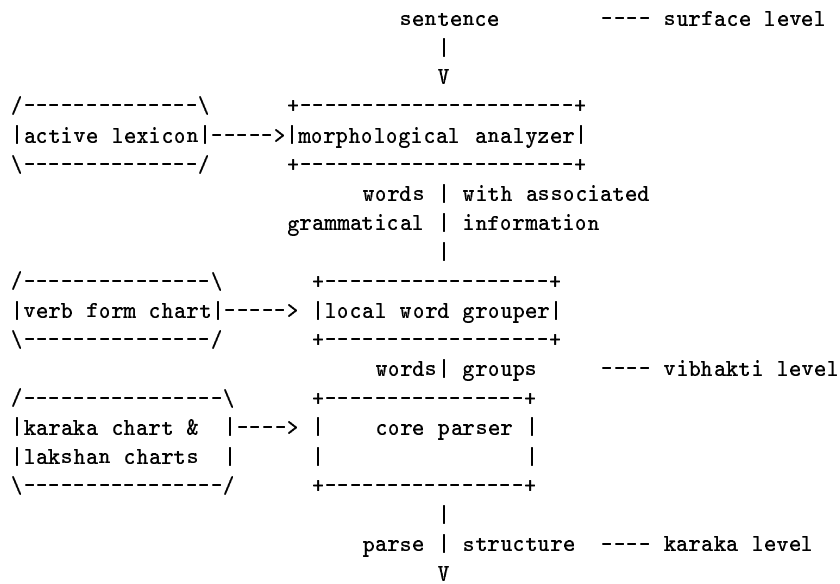 sentence          ---- surface level
                                 |
                                 V
/--------------\     +----------------------+
|active lexicon|----->|morphological analyzer|
\--------------/     +----------------------+
                           words | with associated
                     grammatical | information
                                 |
/---------------\      +------------------+
|verb form chart|-----> |local word grouper|
\---------------/      +------------------+
                            words| groups     ---- vibhakti level
/----------------\     +----------------+
|karaka chart &  |----> |    core parser |
|lakshan charts  |      |                |
\----------------/     +----------------+
                                 |
                           parse | structure  ---- karaka level
                                 V